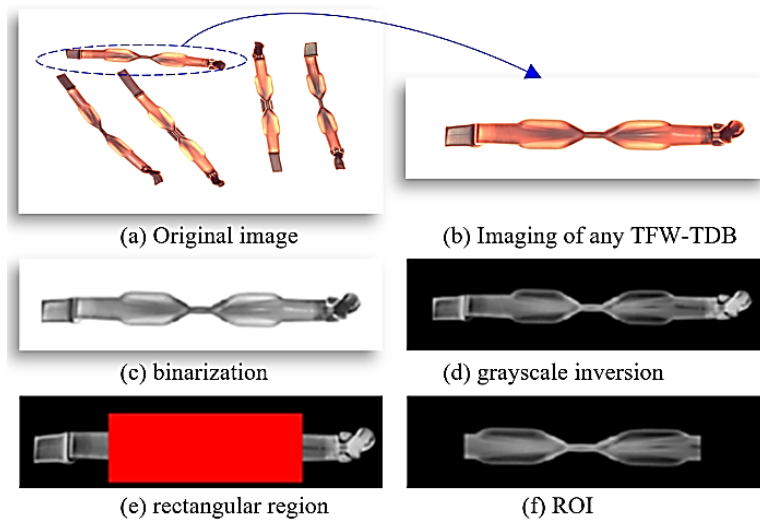 (a) Original image
(b) Imaging of any TFW-TDB
(c) binarization
(d) grayscale inversion
(e) rectangular region
(f) ROI